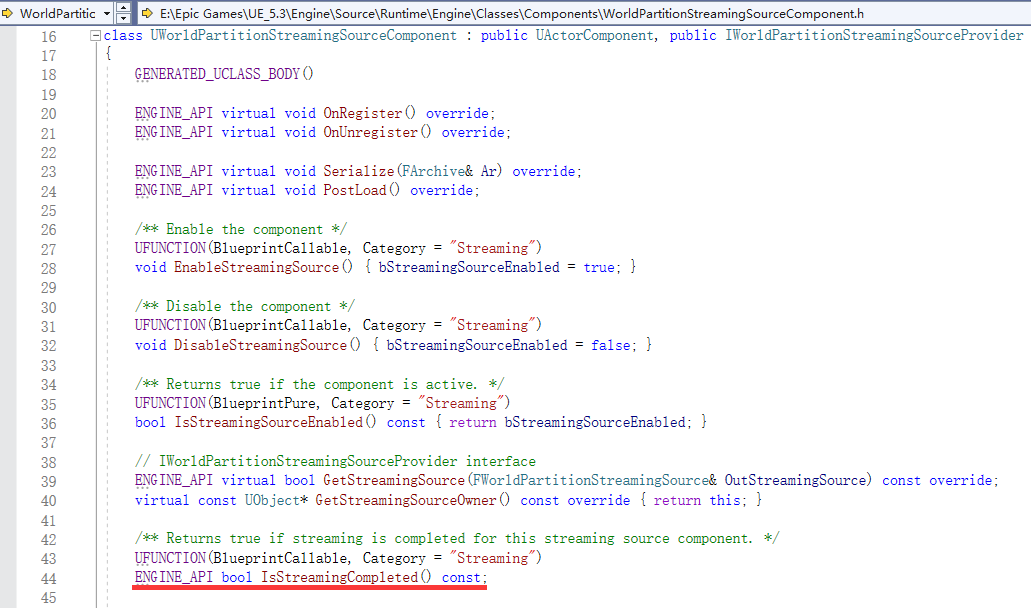 WorldPartitic E:\Epic Games\UE_5.3\Engine\Source\Runtime\Engine\Classes\Components\WorldPartitionStreamingSourceComponent.h
16 class UWorldPartitionStreamingSourceComponent : public UActorComponent, public IWorldPartitionStreamingSourceProvider
17 {
18 GENERATED_UCLASS_BODY()
19
20 ENGINE_API virtual void OnRegister() override;
21 ENGINE_API virtual void OnUnregister() override;
22
23 ENGINE_API virtual void Serialize(FArchive& Ar) override;
24 ENGINE_API virtual void PostLoad() override;
25
26 /** Enable the component */
27 UFUNCTION(BlueprintCallable, Category = "Streaming")
28 void EnableStreamingSource() { bStreamingSourceEnabled = true; }
29
30 /** Disable the component */
31 UFUNCTION(BlueprintCallable, Category = "Streaming")
32 void DisableStreamingSource() { bStreamingSourceEnabled = false; }
33
34 /** Returns true if the component is active. */
35 UFUNCTION(BlueprintPure, Category = "Streaming")
36 bool IsStreamingSourceEnabled() const { return bStreamingSourceEnabled; }
37
38 // IWorldPartitionStreamingSourceProvider interface
39 ENGINE_API virtual bool GetStreamingSource(FWorldPartitionStreamingSource& OutStreamingSource) const override;
40 virtual const UObject* GetStreamingSourceOwner() const override { return this; }
41
42 /** Returns true if streaming is completed for this streaming source component. */
43 UFUNCTION(BlueprintCallable, Category = "Streaming")
44 ENGINE_API bool IsStreamingCompleted() const;
45